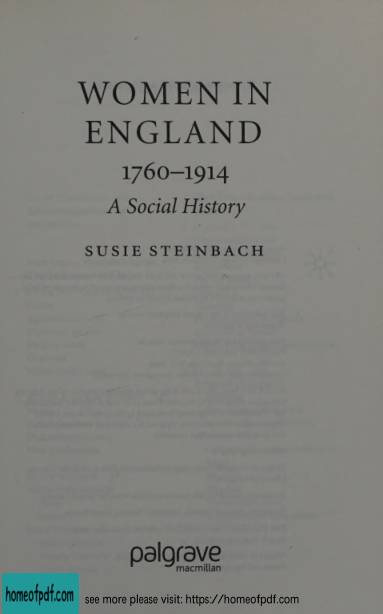 WOMEN IN
ENGLAND
1760–1914
A Social History
SUSIE STEINBACH
palgrave
macmillan
homeofpdf.com
see more please visit: https://homeofpdf.com